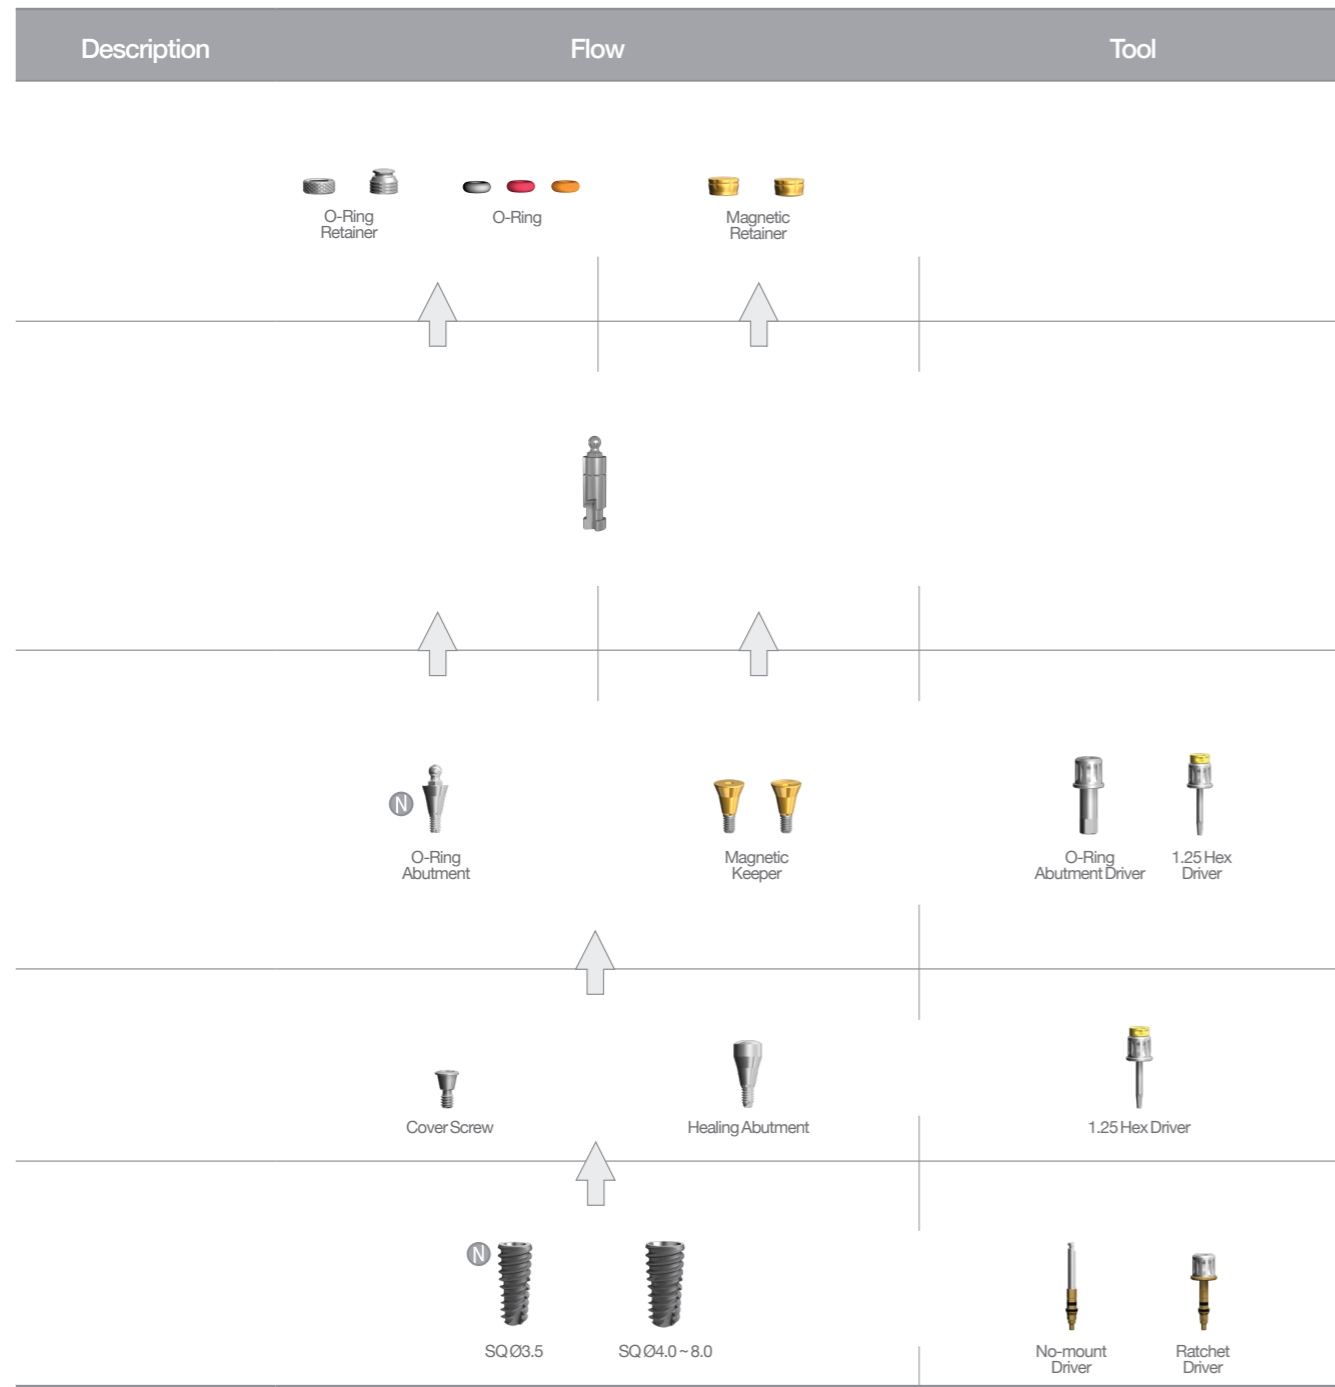 Description Flow Tool
O-Ring
Retainer
O-Ring
Magnetic
Retainer
N
O-Ring
Abutment
Magnetic
Keeper
O-Ring
Abutment Driver
1.25 Hex
Driver
Cover Screw
Healing Abutment
1.25 Hex Driver
N
SQ Ø3.5
SQ Ø4.0 ~ 8.0
No-mount
Driver
Ratchet
Driver